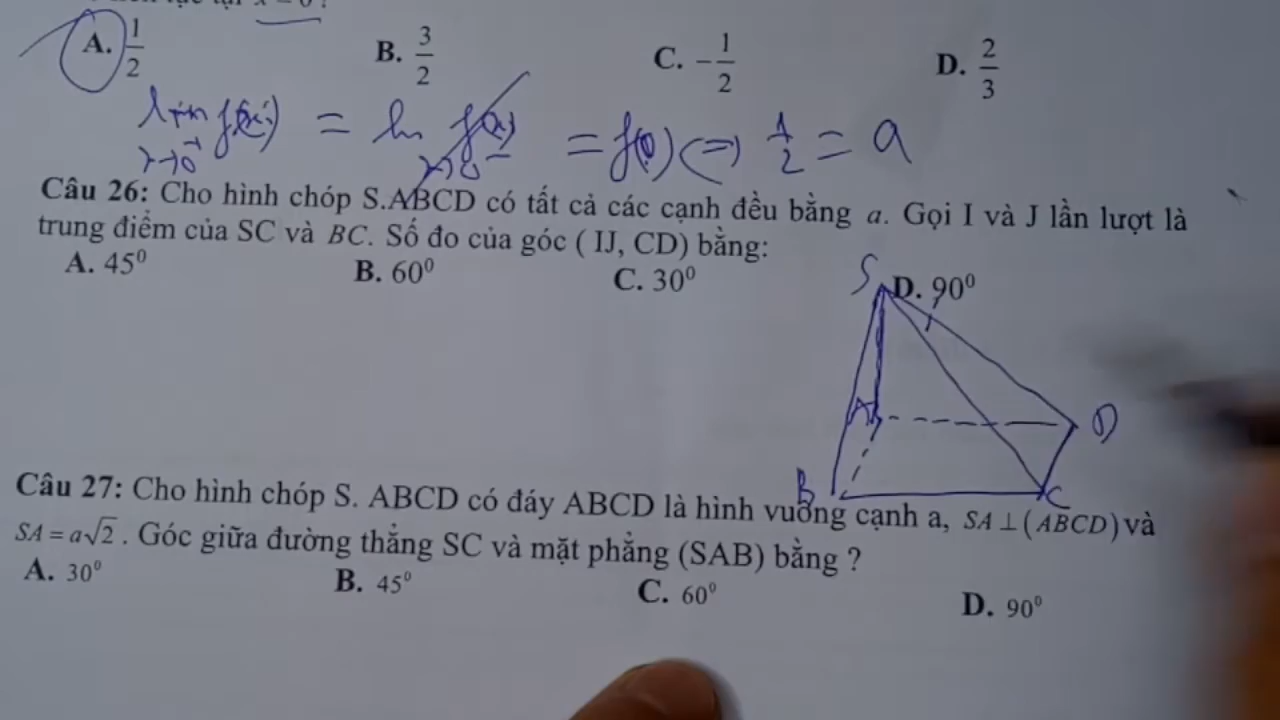 A. 1/2 B. 3/2 C. -1/2 D. 2/3
lim f(x) = lim f(x) = f(0) <=> 1/2 = a
x→0⁻ x→0⁻
Câu 26: Cho hình chóp S.ABCD có tất cả các cạnh đều bằng a. Gọi I và J lần lượt là
trung điểm của SC và BC. Số đo của góc ( IJ, CD) bằng:
A. 45⁰ B. 60⁰ C. 30⁰ D. 90⁰
S
A D
B C
Câu 27: Cho hình chóp S. ABCD có đáy ABCD là hình vuông cạnh a, SA ⊥ (ABCD) và
SA = a√2 . Góc giữa đường thẳng SC và mặt phẳng (SAB) bằng ?
A. 30⁰ B. 45⁰ C. 60⁰ D. 90⁰